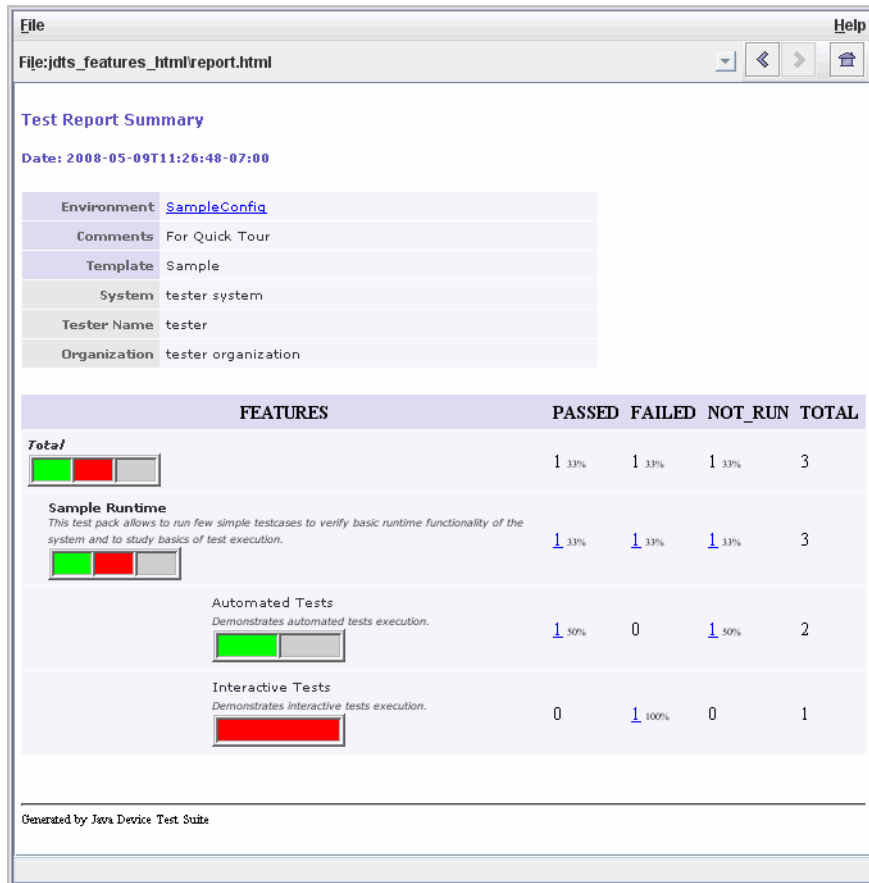 File Help
File:jdts_features_html\report.html
Test Report Summary
Date: 2008-05-09T11:26:48-07:00
Environment SampleConfig
Comments For Quick Tour
Template Sample
System tester system
Tester Name tester
Organization tester organization
FEATURES PASSED FAILED NOT_RUN TOTAL
Total 1 33% 1 33% 1 33% 3
Sample Runtime
This test pack allows to run few simple testcases to verify basic runtime functionality of the
system and to study basics of test execution.
1 33% 1 33% 1 33% 3
Automated Tests
Demonstrates automated tests execution.
1 50% 0 1 50% 2
Interactive Tests
Demonstrates interactive tests execution.
0 1 100% 0 1
Generated by Java Device Test Suite